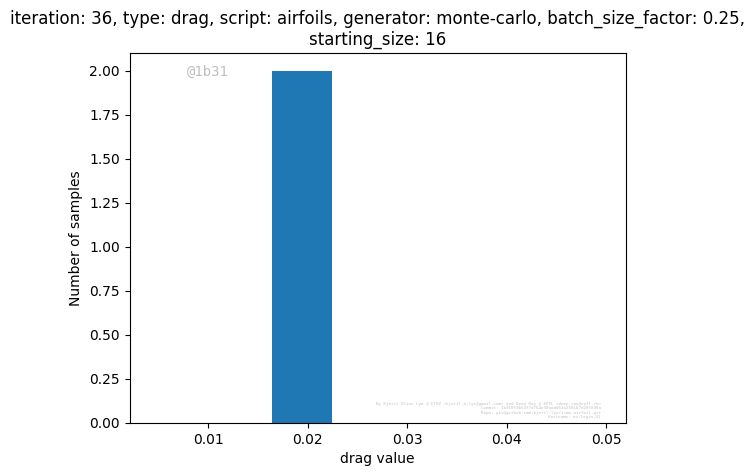 iteration: 36, type: drag, script: airfoils, generator: monte-carlo, batch_size_factor: 0.25,
starting_size: 16
@1b31
2.00
1.75
1.50
1.25
1.00
0.75
0.50
0.25
0.00
Number of samples
0.01 0.02 0.03 0.04 0.05
drag value